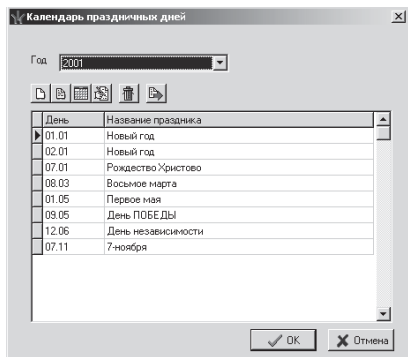 Календарь праздничных дней
Год 2001
День Название праздника
01.01 Новый год
02.01 Новый год
07.01 Рождество Христово
08.03 Восьмое марта
01.05 Первое мая
09.05 День ПОБЕДЫ
12.06 День независимости
07.11 7-ноября
OK Отмена